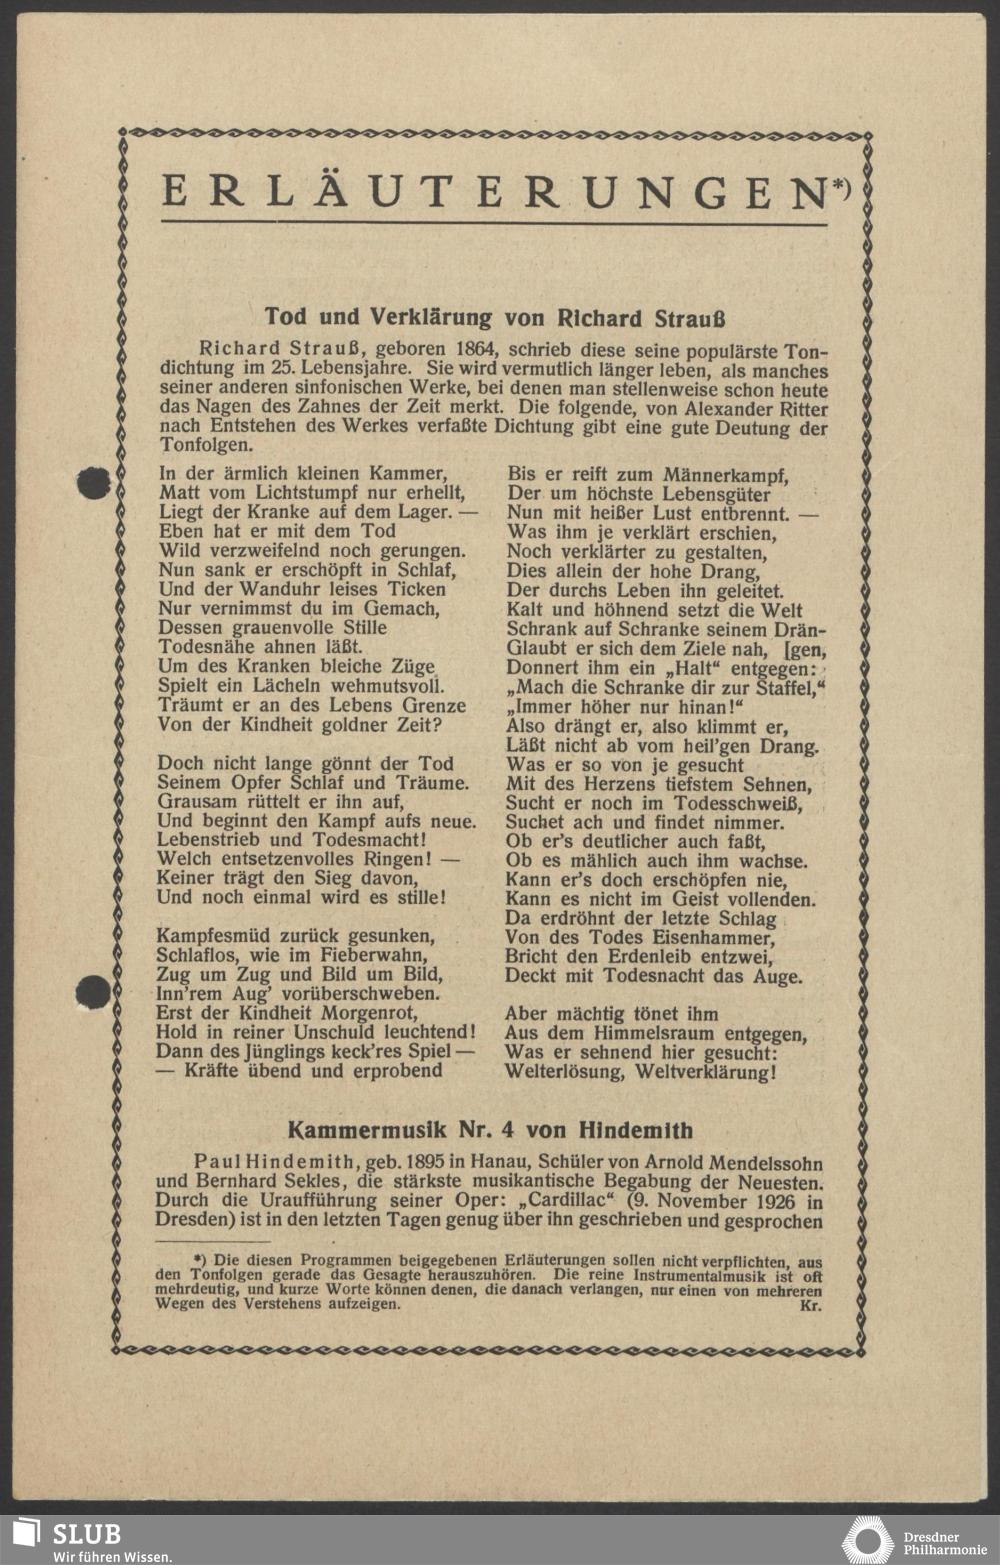 ERLÄUTERUNGEN*)
Tod und Verklärung von Richard Strauß
Richard Strauß, geboren 1864, schrieb diese seine populärste Ton-
dichtung im 25. Lebensjahre. Sie wird vermutlich länger leben, als manches
seiner anderen sinfonischen Werke, bei denen man stellenweise schon heute
das Nagen des Zahnes der Zeit merkt. Die folgende, von Alexander Ritter
nach Entstehen des Werkes verfaßte Dichtung gibt eine gute Deutung der
Tonfolgen.
In der ärmlich kleinen Kammer,
Matt vom Lichtstumpf nur erhellt,
Liegt der Kranke auf dem Lager. —
Eben hat er mit dem Tod
Wild verzweifelnd noch gerungen.
Nun sank er erschöpft in Schlaf,
Und der Wanduhr leises Ticken
Nur vernimmst du im Gemach,
Dessen grauenvolle Stille
Todesnähe ahnen läßt.
Um des Kranken bleiche Züge
Spielt ein Lächeln wehmutsvoll.
Träumt er an des Lebens Grenze
Von der Kindheit goldner Zeit?
Doch nicht lange gönnt der Tod
Seinem Opfer Schlaf und Träume.
Grausam rüttelt er ihn auf,
Und beginnt den Kampf aufs neue.
Lebenstrieb und Todesmacht!
Welch entsetzenvolles Ringen! —
Keiner trägt den Sieg davon,
Und noch einmal wird es stille!
Kampfesmüd zurück gesunken,
Schlaflos, wie im Fieberwahn,
Zug um Zug und Bild um Bild,
Inn'rem Aug' vorüberschweben.
Erst der Kindheit Morgenrot,
Hold in reiner Unschuld leuchtend!
Dann des Jünglings keck'res Spiel —
— Kräfte übend und erprobend
Bis er reift zum Männerkampf,
Der um höchste Lebensgüter
Nun mit heißer Lust entbrennt. —
Was ihm je verklärt erschien,
Noch verklärter zu gestalten,
Dies allein der hohe Drang,
Der durchs Leben ihn geleitet.
Kalt und höhnend setzt die Welt
Schrank auf Schranke seinem Drän-
Glaubt er sich dem Ziele nah, [gen,
Donnert ihm ein „Halt“ entgegen:
„Mach die Schranke dir zur Staffel,“
„Immer höher nur hinan!“
Also drängt er, also klimmt er,
Läßt nicht ab vom heil'gen Drang.
Was er so von je gesucht
Mit des Herzens tiefstem Sehnen,
Sucht er noch im Todesschweiß,
Suchet ach und findet nimmer.
Ob er's deutlicher auch faßt,
Ob es mählich auch ihm wachse.
Kann er's doch erschöpfen nie,
Kann es nicht im Geist vollenden.
Da erdröhnt der letzte Schlag
Von des Todes Eisenhammer,
Bricht den Erdenleib entzwei,
Deckt mit Todesnacht das Auge.
Aber mächtig tönet ihm
Aus dem Himmelsraum entgegen,
Was er sehnend hier gesucht:
Welterlösung, Weltverklärung!
Kammermusik Nr. 4 von Hindemith
Paul Hindemith, geb. 1895 in Hanau, Schüler von Arnold Mendelssohn
und Bernhard Sekles, die stärkste musikantische Begabung der Neuesten.
Durch die Uraufführung seiner Oper: „Cardillac“ (9. November 1926 in
Dresden) ist in den letzten Tagen genug über ihn geschrieben und gesprochen
*) Die diesen Programmen beigegebenen Erläuterungen sollen nicht verpflichten, aus
den Tonfolgen gerade das Gesagte herauszuhören. Die reine Instrumentalmusik ist oft
mehrdeutig, und kurze Worte können denen, die danach verlangen, nur einen von mehreren
Wegen des Verstehens aufzeigen. Kr.
SLUB
Wir führen Wissen.
Dresdner
Philharmonie